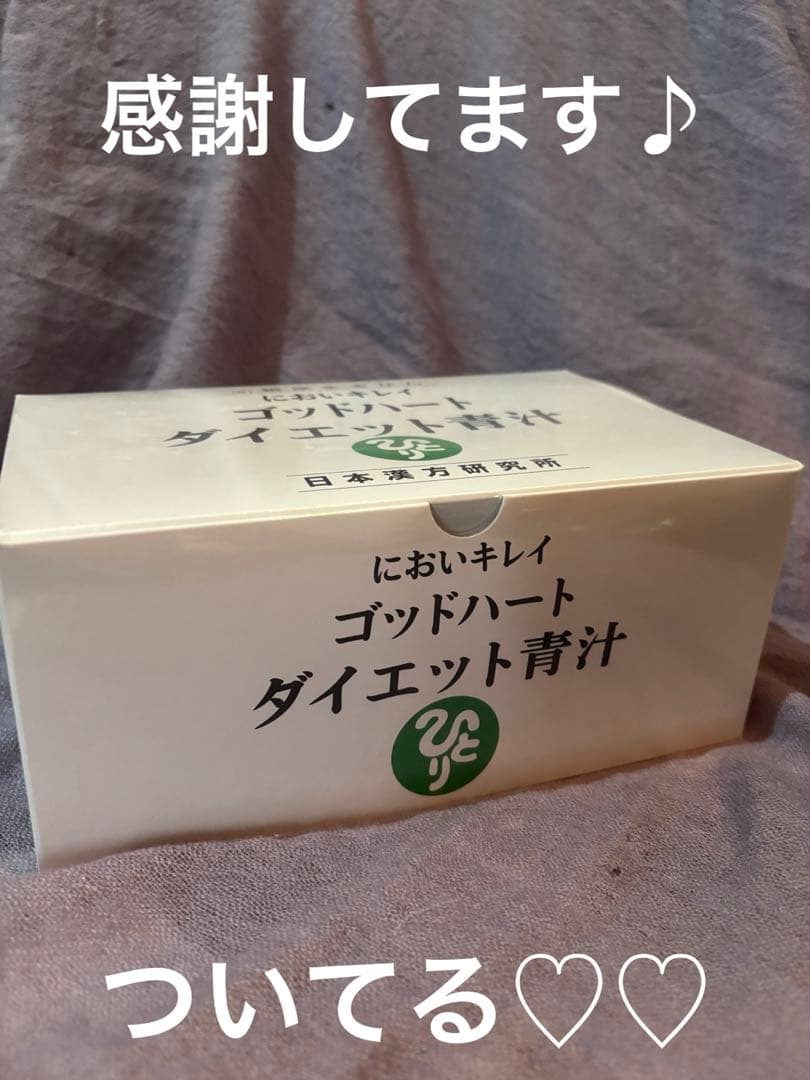 感謝してます♪
においキレイ
ゴッドハート
ダイエット青汁
ひとり
日本漢方研究所
においキレイ
ゴッドハート
ダイエット青汁
ひとり
ついてる♡♡